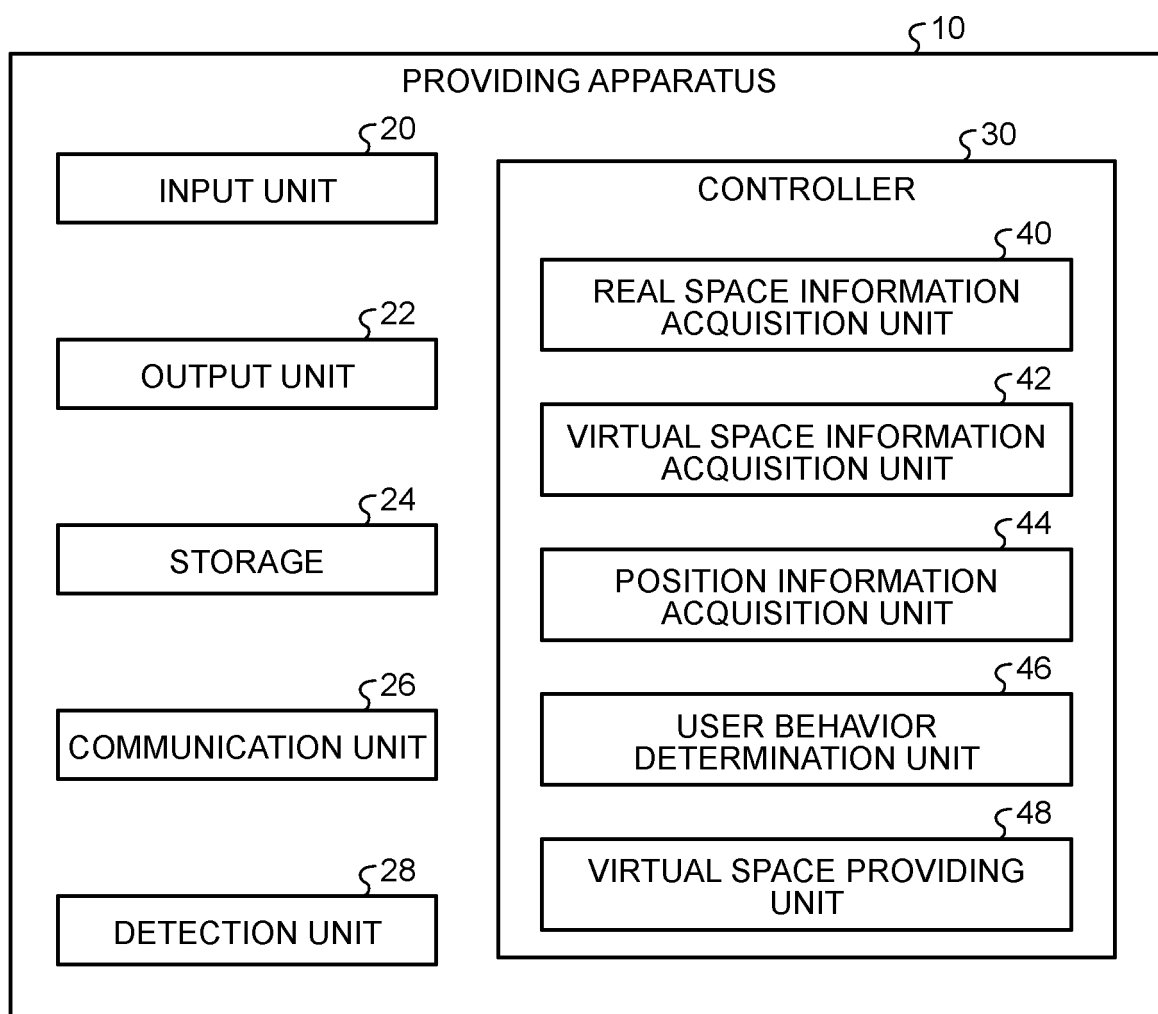 10
PROVIDING APPARATUS
20
INPUT UNIT
22
OUTPUT UNIT
24
STORAGE
26
COMMUNICATION UNIT
28
DETECTION UNIT
30
CONTROLLER
40
REAL SPACE INFORMATION
ACQUISITION UNIT
42
VIRTUAL SPACE INFORMATION
ACQUISITION UNIT
44
POSITION INFORMATION
ACQUISITION UNIT
46
USER BEHAVIOR
DETERMINATION UNIT
48
VIRTUAL SPACE PROVIDING
UNIT